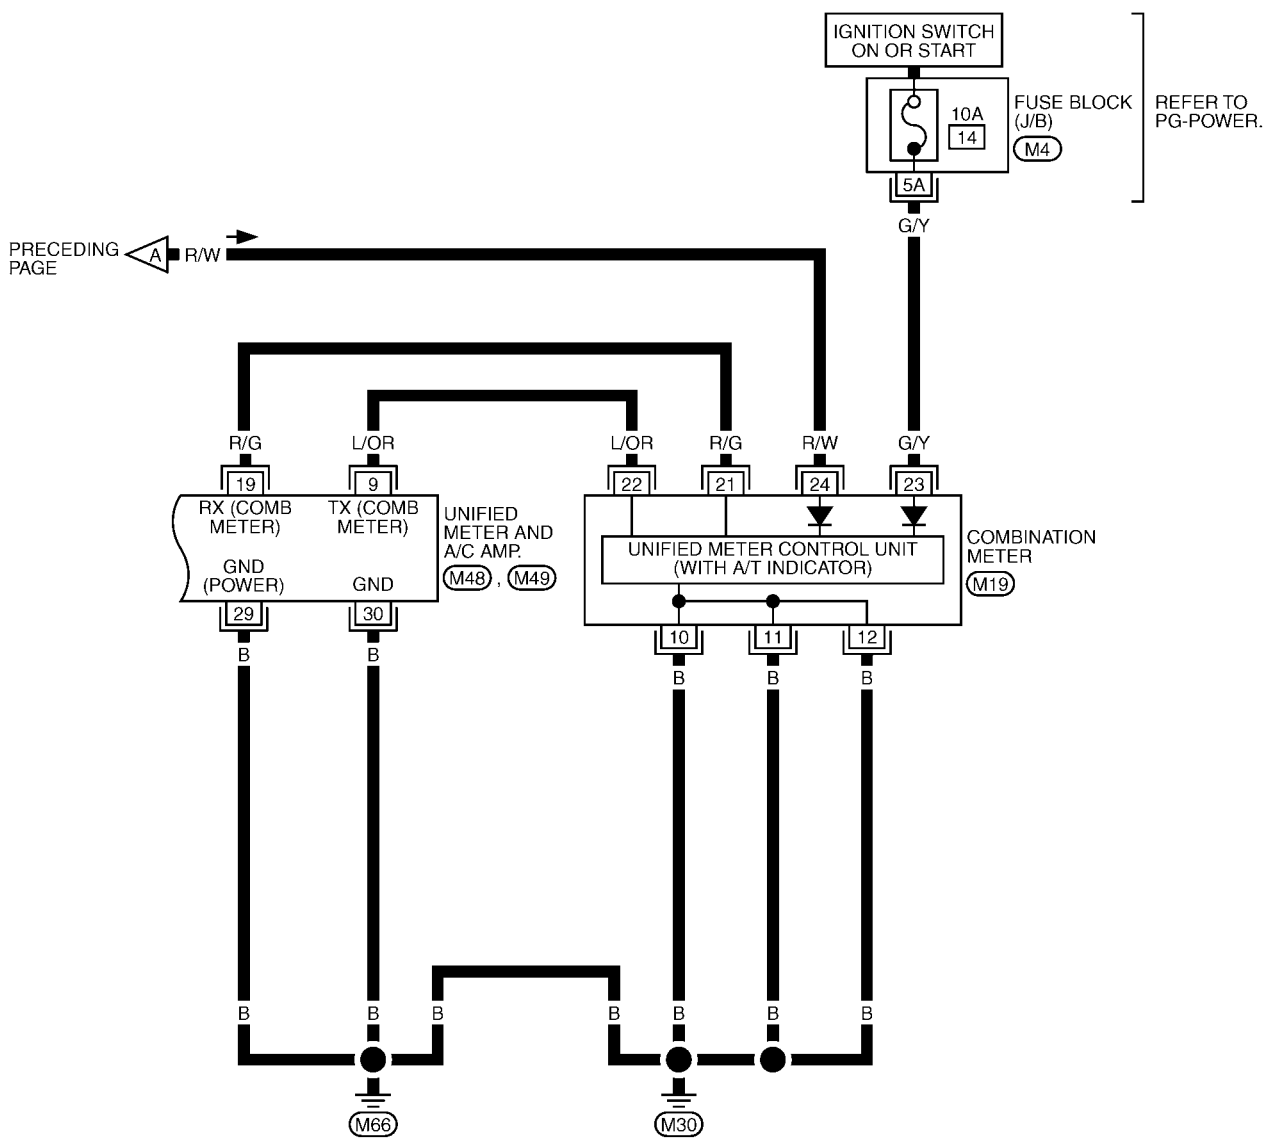 IGNITION SWITCH
ON OR START
10A
14
FUSE BLOCK
(J/B)
M4
REFER TO
PG-POWER.
5A
G/Y
PRECEDING
PAGE
A
R/W
R/G
L/OR
L/OR
R/G
R/W
G/Y
19
9
22
21
24
23
RX (COMB
METER)
TX (COMB
METER)
GND
(POWER)
GND
UNIFIED
METER AND
A/C AMP.
M48 , M49
UNIFIED METER CONTROL UNIT
(WITH A/T INDICATOR)
COMBINATION
METER
M19
29
30
10
11
12
B
B
B
B
B
B
B
B
B
B
B
B
M66
M30